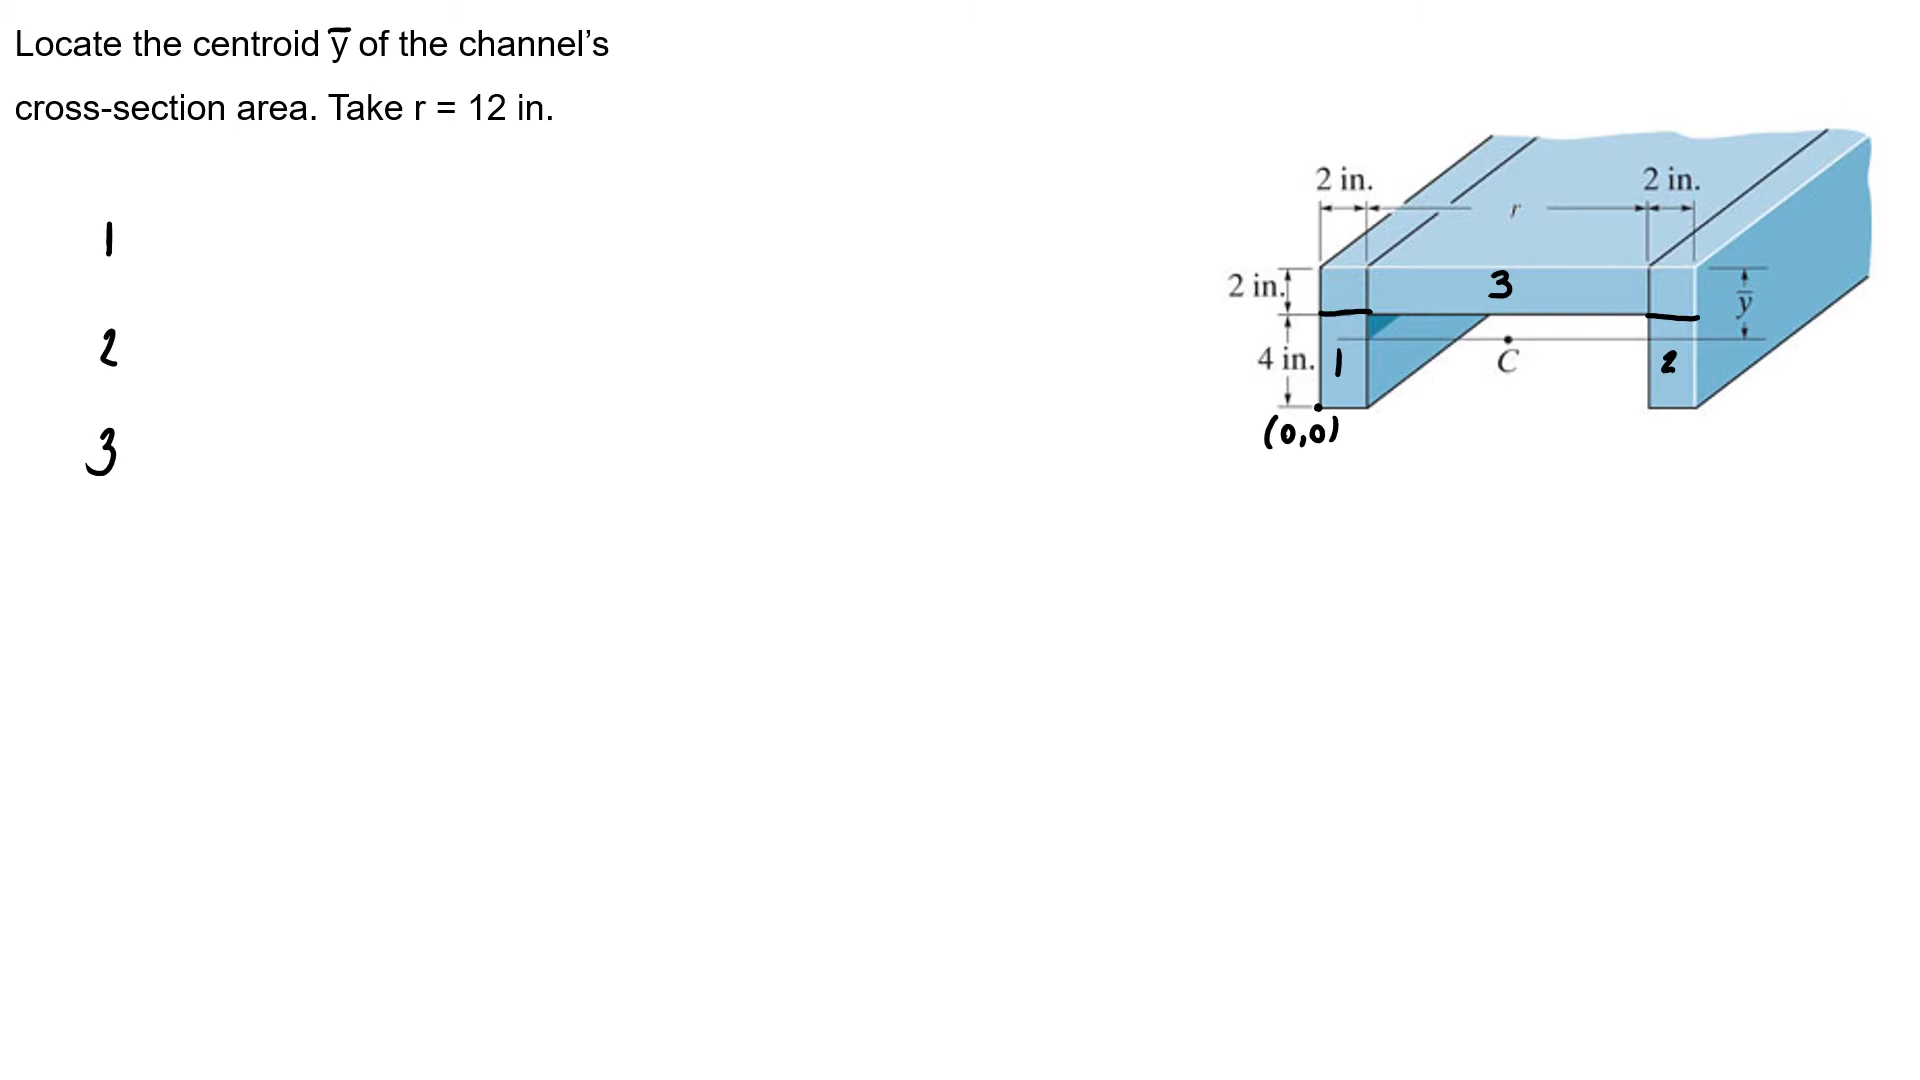 Locate the centroid y̅ of the channel’s
cross-section area. Take r = 12 in.
1
2
3
2 in.
2 in.
r
2 in.
3
y̅
4 in.
1
C
2
(0,0)